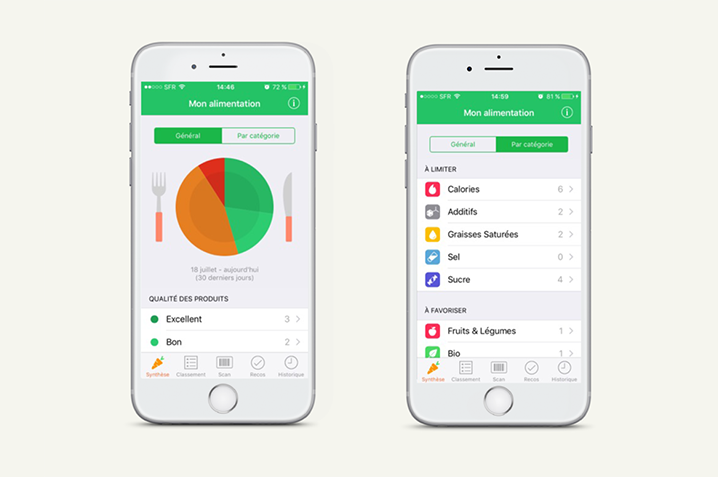 SFR 14:46 72 %
Mon alimentation
Général Par catégorie
18 juillet - aujourd'hui
(30 derniers jours)
QUALITÉ DES PRODUITS
Excellent 3
Bon 2
Synthèse Classement Scan Recos Historique
SFR 14:59 81 %
Mon alimentation
Général Par catégorie
À LIMITER
Calories 6
Additifs 2
Graisses Saturées 2
Sel 0
Sucre 4
À FAVORISER
Fruits & Légumes 1
Bio
Synthèse Classement Scan Recos Historique